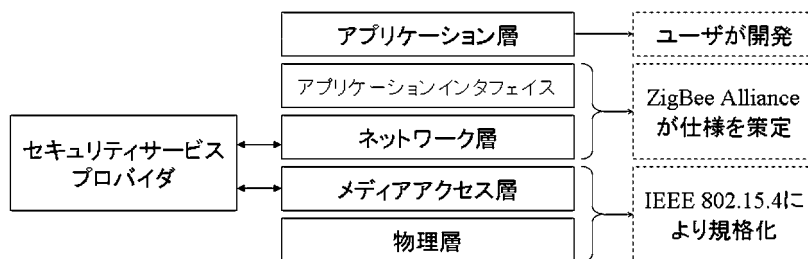 アプリケーション層
ユーザが開発
アプリケーションインタフェイス
ZigBee Alliance
が仕様を策定
セキュリティサービス
プロバイダ
ネットワーク層
メディアアクセス層
IEEE 802.15.4に
より規格化
物理層